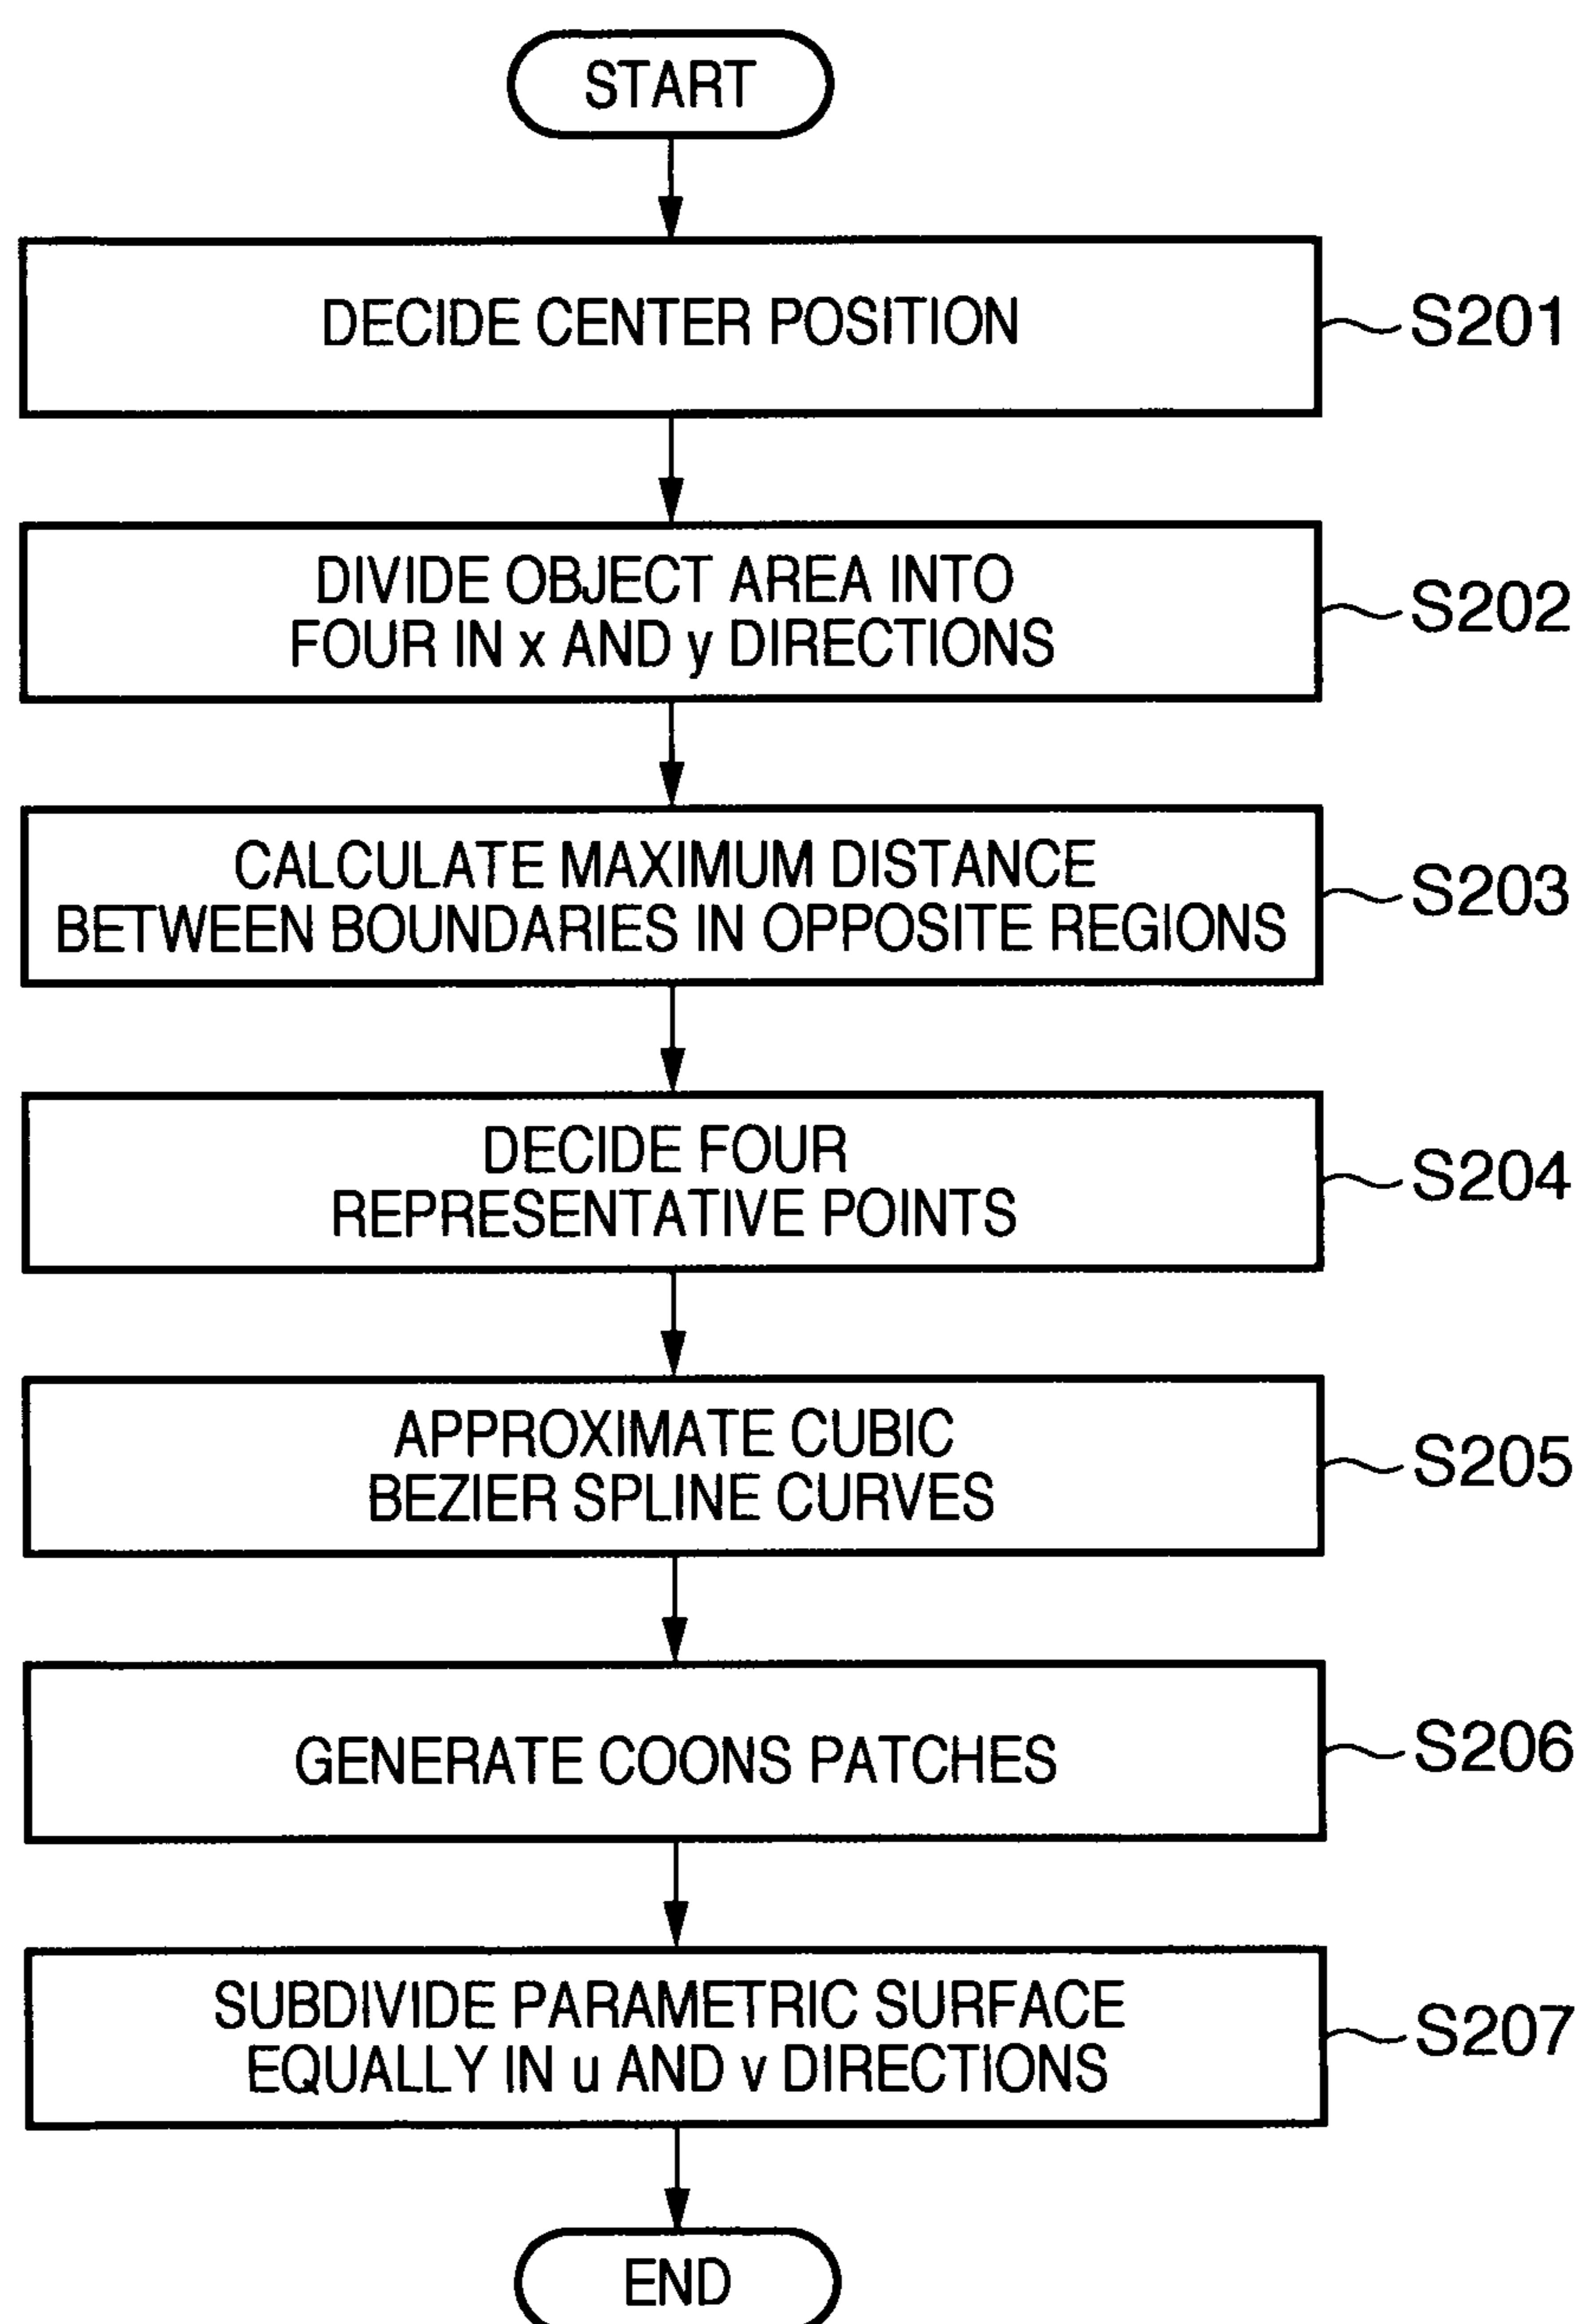 START
DECIDE CENTER POSITION
S201
DIVIDE OBJECT AREA INTO
FOUR IN x AND y DIRECTIONS
S202
CALCULATE MAXIMUM DISTANCE
BETWEEN BOUNDARIES IN OPPOSITE REGIONS
S203
DECIDE FOUR
REPRESENTATIVE POINTS
S204
APPROXIMATE CUBIC
BEZIER SPLINE CURVES
S205
GENERATE COONS PATCHES
S206
SUBDIVIDE PARAMETRIC SURFACE
EQUALLY IN u AND v DIRECTIONS
S207
END